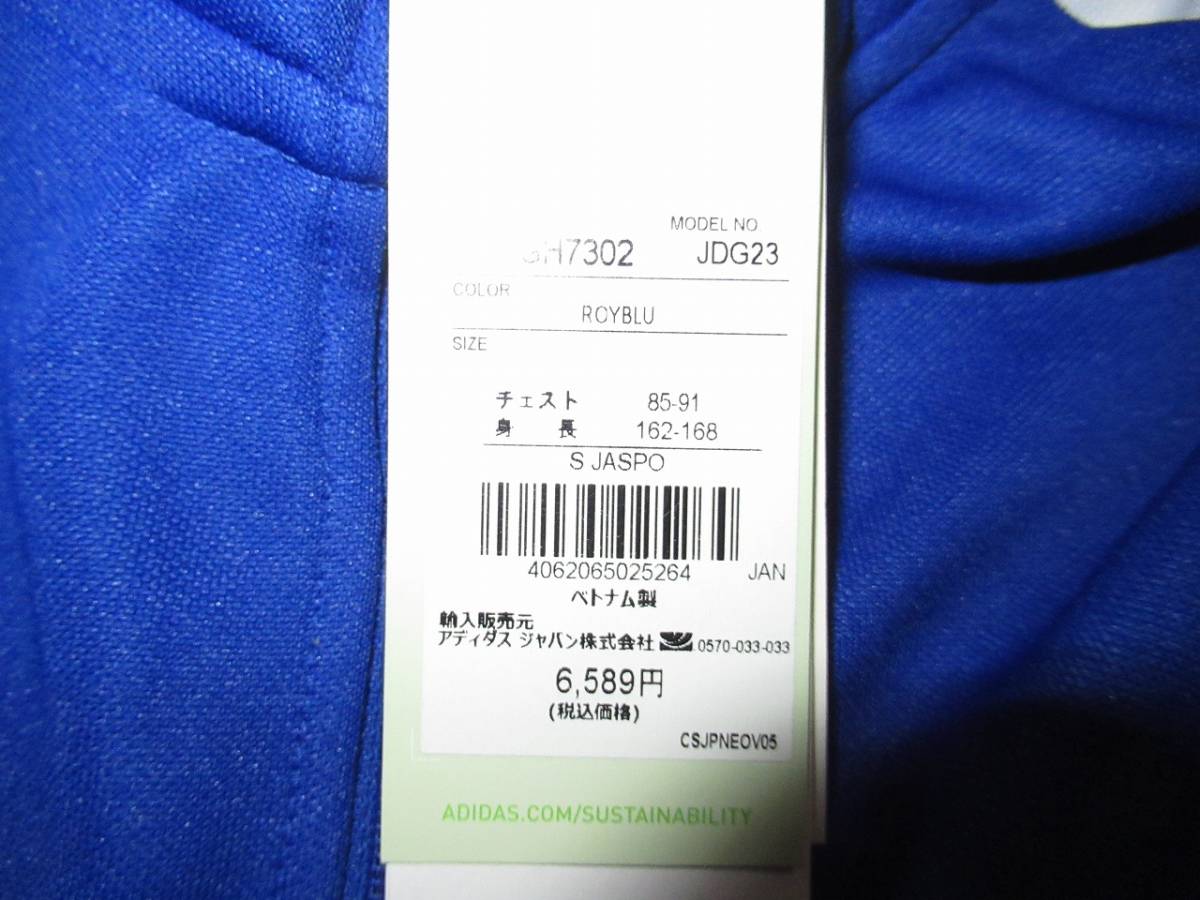 MODEL NO.
GH7302 JDG23
COLOR
ROYBLU
SIZE
チェスト 85-91
身長 162-168
S JASPO
4062065025264 JAN
ベトナム製
輸入販売元
アディダス ジャパン株式会社 0570-033-033
6,589円
(税込価格)
CSJPNEOV05
ADIDAS.COM/SUSTAINABILITY